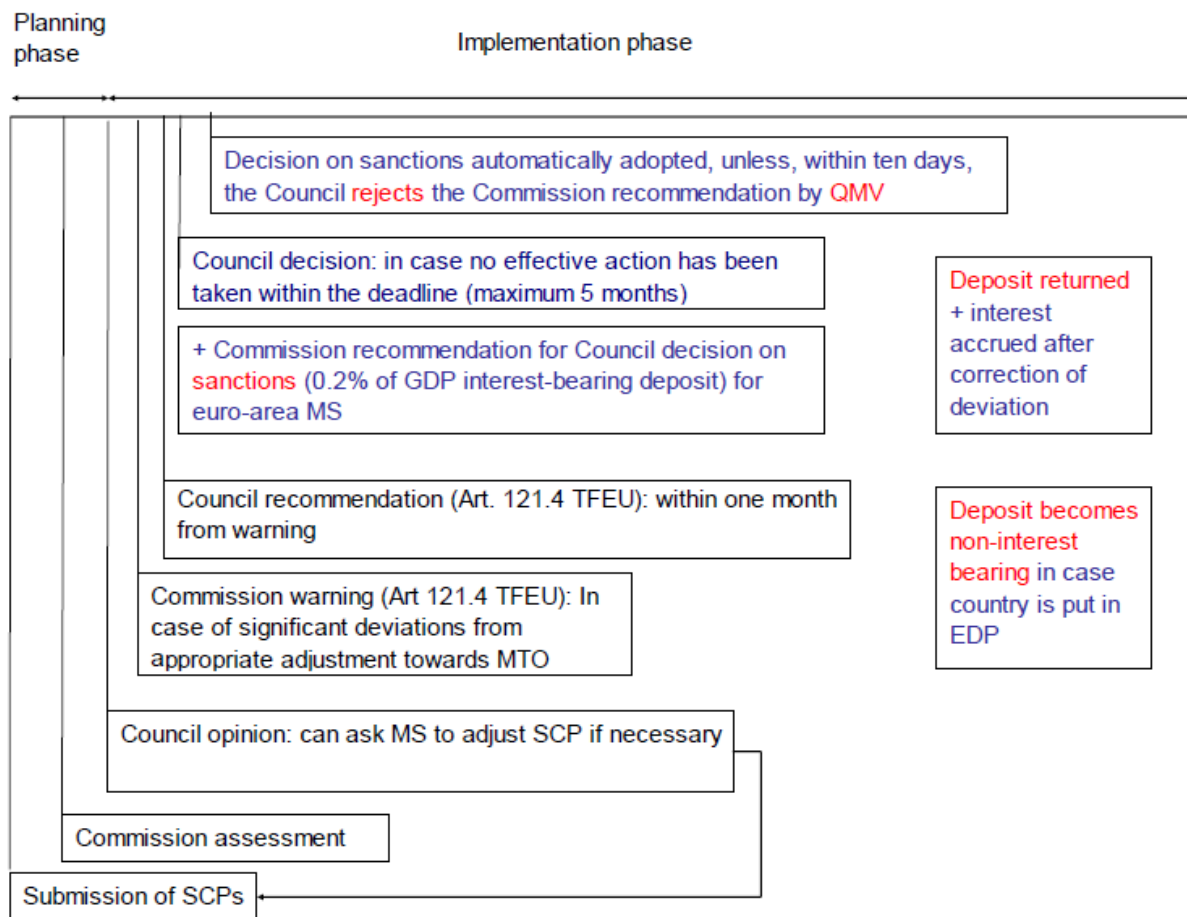 Planning
phase
Implementation phase
Decision on sanctions automatically adopted, unless, within ten days,
the Council rejects the Commission recommendation by QMV
Council decision: in case no effective action has been
taken within the deadline (maximum 5 months)
+ Commission recommendation for Council decision on
sanctions (0.2% of GDP interest-bearing deposit) for
euro-area MS
Deposit returned
+ interest
accrued after
correction of
deviation
Council recommendation (Art. 121.4 TFEU): within one month
from warning
Deposit becomes
non-interest
bearing in case
country is put in
EDP
Commission warning (Art 121.4 TFEU): In
case of significant deviations from
appropriate adjustment towards MTO
Council opinion: can ask MS to adjust SCP if necessary
Commission assessment
Submission of SCPs